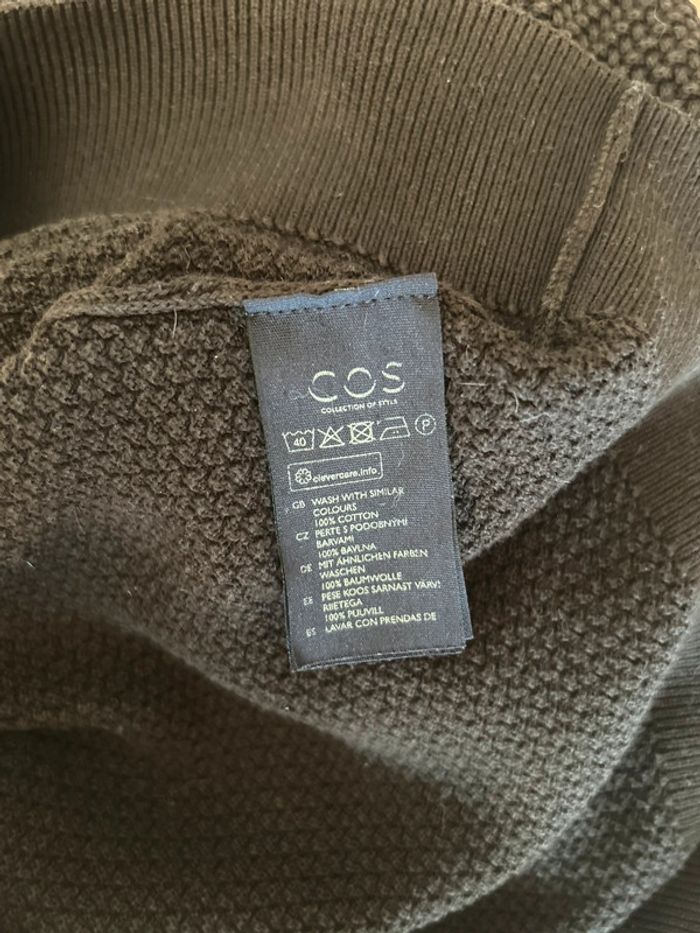 COS
COLLECTION OF STYLE
40 P
clevercare.info
GB WASH WITH SIMILAR
COLOURS
100% COTTON
CZ PERTE S PODOBNÝMI
BARVAMI
100% BAVLNA
DE MIT ÄHNLICHEN FARBEN
WASCHEN
100% BAUMWOLLE
EE PESE KOOS SARNAST VÄRVI
RIIETEGA
100% PUUVILL
ES LAVAR CON PRENDAS DE